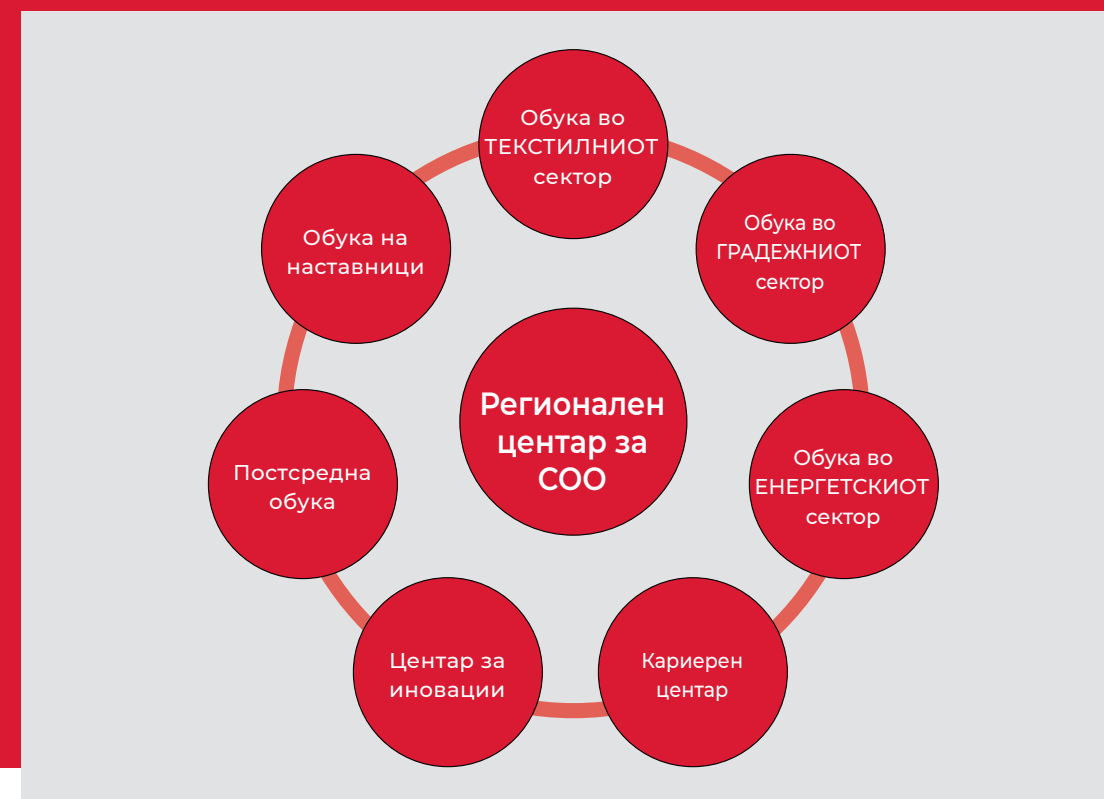 Обука во
ТЕКСТИЛНИОТ
сектор
Обука во
ГРАДЕЖНИОТ
сектор
Обука во
ЕНЕРГЕТСКИОТ
сектор
Кариерен
центар
Центар за
иновации
Постсредна
обука
Обука на
наставници
Регионален
центар за
СОО